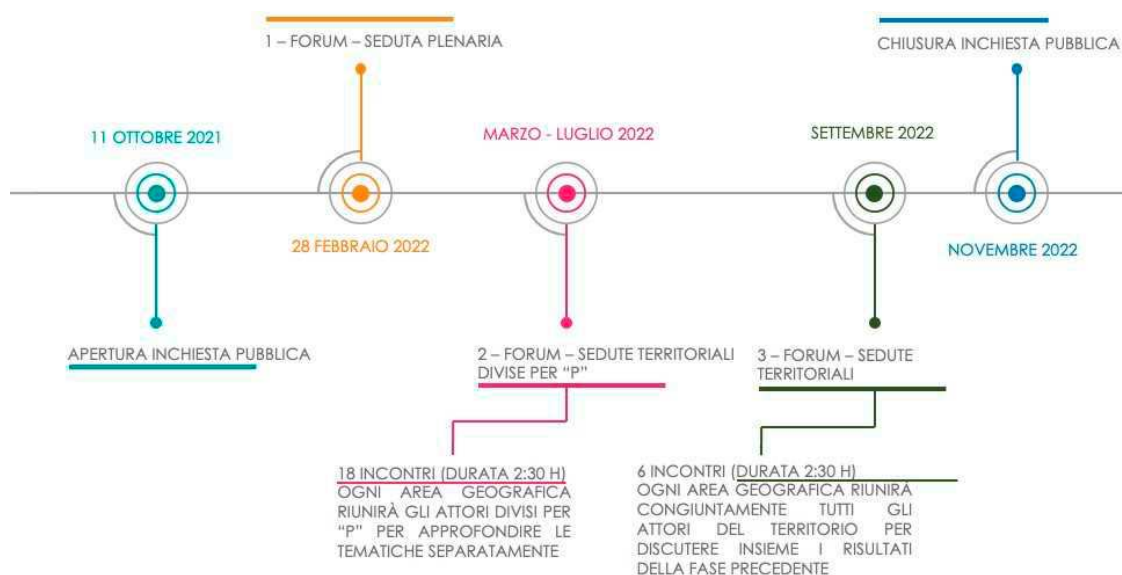 1 – FORUM – SEDUTA PLENARIA
CHIUSURA INCHIESTA PUBBLICA
11 OTTOBRE 2021
MARZO - LUGLIO 2022
SETTEMBRE 2022
28 FEBBRAIO 2022
NOVEMBRE 2022
APERTURA INCHIESTA PUBBLICA
2 – FORUM – SEDUTE TERRITORIALI
DIVISE PER “P”
3 – FORUM – SEDUTE
TERRITORIALI
18 INCONTRI (DURATA 2:30 H)
OGNI AREA GEOGRAFICA
RIUNIRÀ GLI ATTORI DIVISI PER
“P” PER APPROFONDIRE LE
TEMATICHE SEPARATAMENTE
6 INCONTRI (DURATA 2:30 H)
OGNI AREA GEOGRAFICA RIUNIRÀ
CONGIUNTAMENTE TUTTI GLI
ATTORI DEL TERRITORIO PER
DISCUTERE INSIEME I RISULTATI
DELLA FASE PRECEDENTE